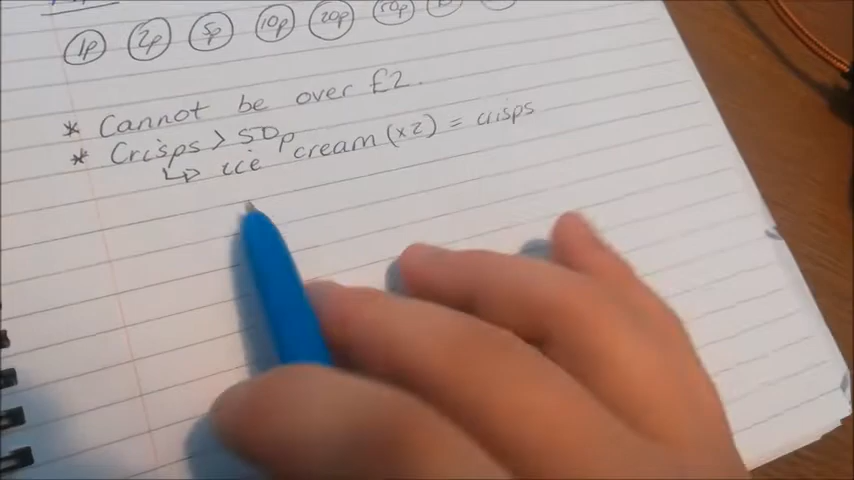 1p 2p 5p 10p 20p 50p
* Cannot be over £2.
* Crisps > 50p
↳ ice cream (x2) = crisps